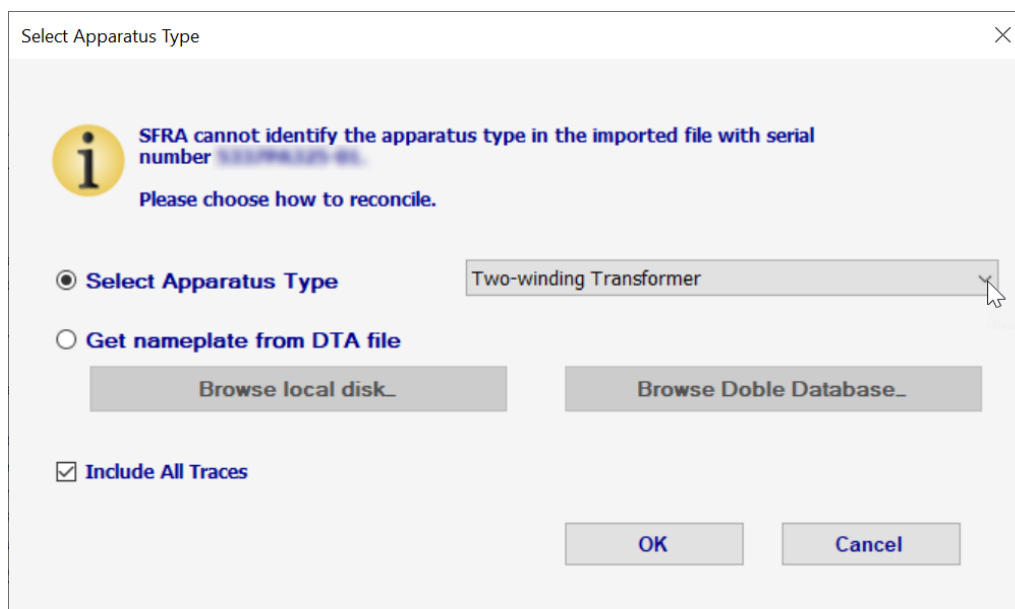 Select Apparatus Type
SFRA cannot identify the apparatus type in the imported file with serial
number
Please choose how to reconcile.
Select Apparatus Type
Two-winding Transformer
Get nameplate from DTA file
Browse local disk...
Browse Doble Database...
Include All Traces
OK
Cancel